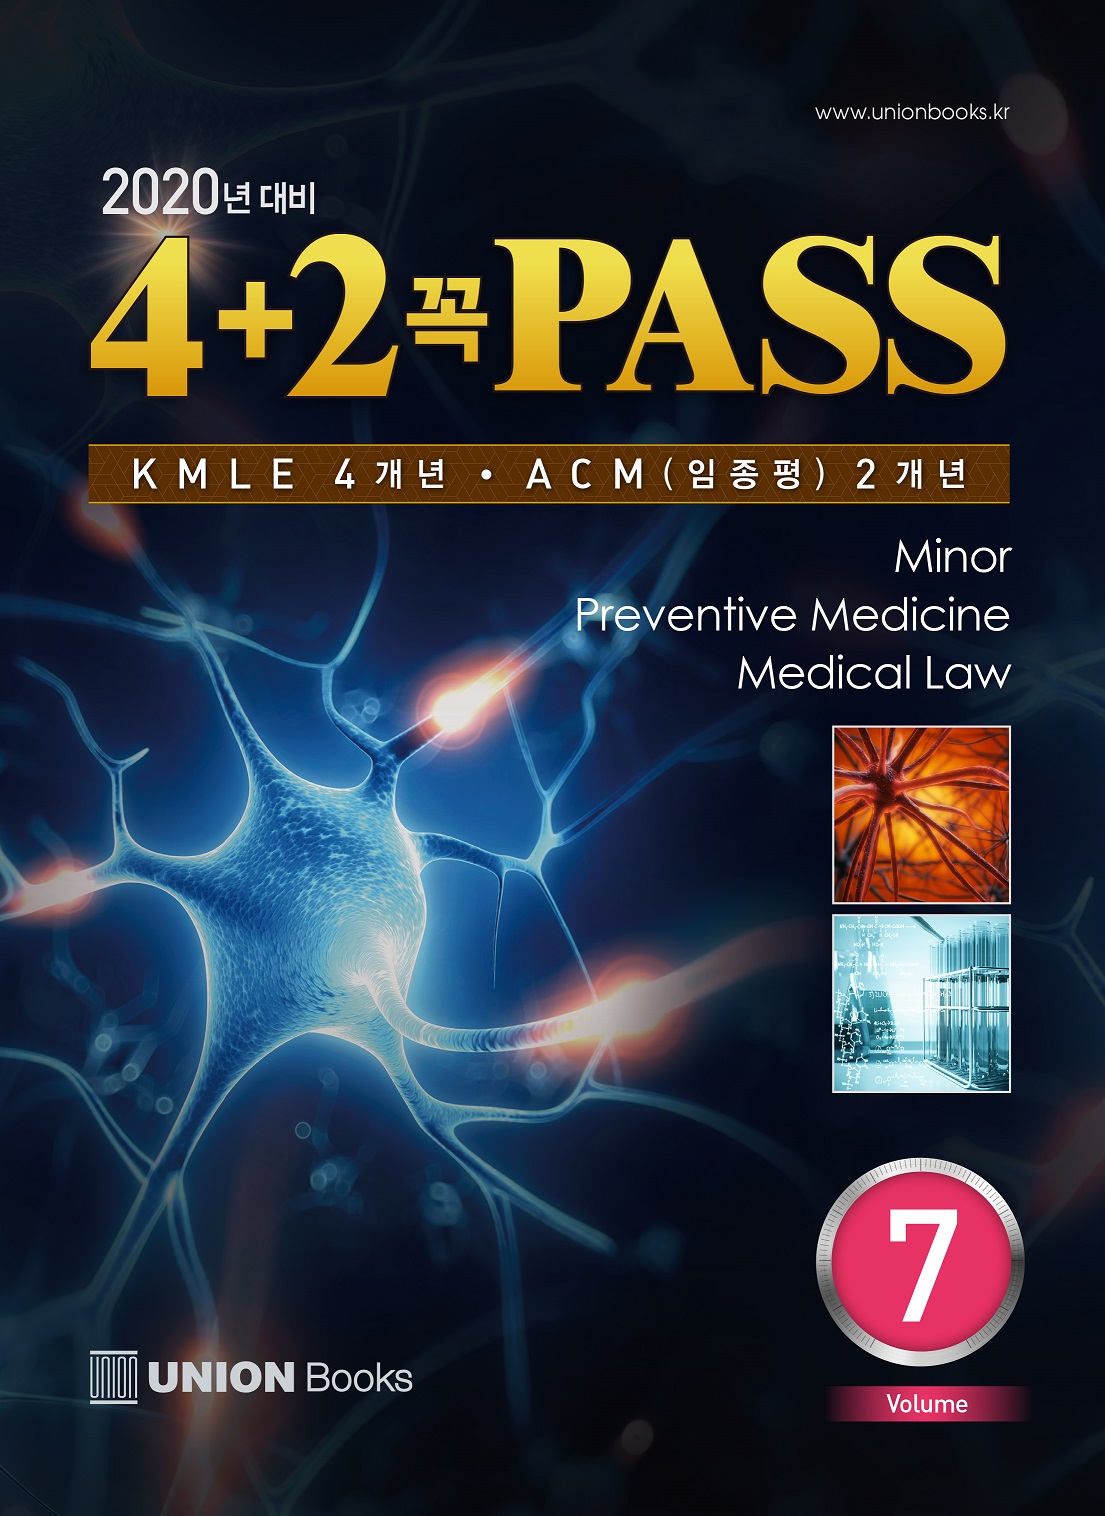 www.unionbooks.kr
2020년 대비
4+2꼭PASS
KMLE 4개년 • ACM(임종평) 2개년
Minor
Preventive Medicine
Medical Law
7
Volume
UNION UNION Books